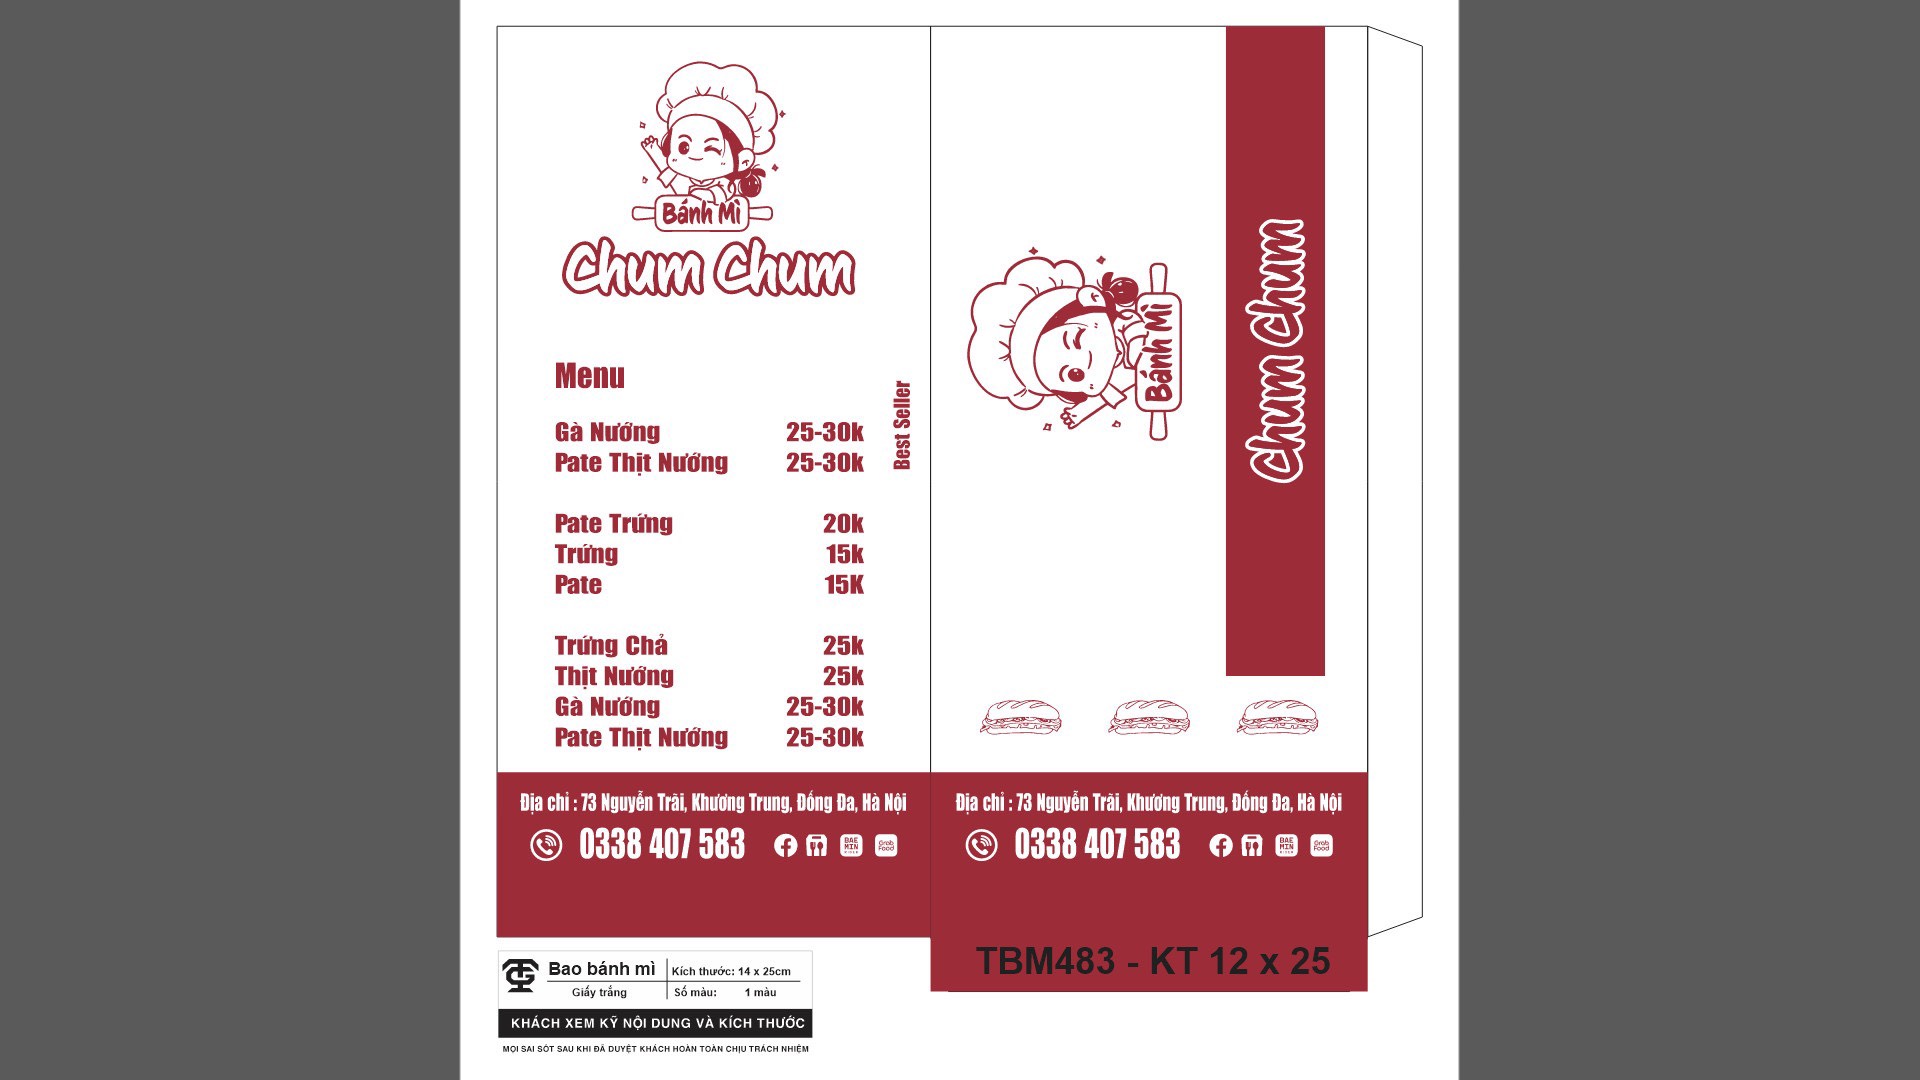 Bánh Mì
Chum Chum
Menu
Best Seller
Gà Nướng 25-30k
Pate Thịt Nướng 25-30k
Pate Trứng 20k
Trứng 15k
Pate 15K
Trứng Chả 25k
Thịt Nướng 25k
Gà Nướng 25-30k
Pate Thịt Nướng 25-30k
Địa chỉ : 73 Nguyễn Trãi, Khương Trung, Đống Đa, Hà Nội
0338 407 583
BAE
MIN
Grab
Food
Bánh Mì
Chum Chum
Địa chỉ : 73 Nguyễn Trãi, Khương Trung, Đống Đa, Hà Nội
0338 407 583
BAE
MIN
Grab
Food
TBM483 - KT 12 x 25
Bao bánh mì
Kích thước: 14 x 25cm
Giấy trắng
Số màu: 1 màu
KHÁCH XEM KỸ NỘI DUNG VÀ KÍCH THƯỚC
MỌI SAI SÓT SAU KHI ĐÃ DUYỆT KHÁCH HOÀN TOÀN CHỊU TRÁCH NHIỆM